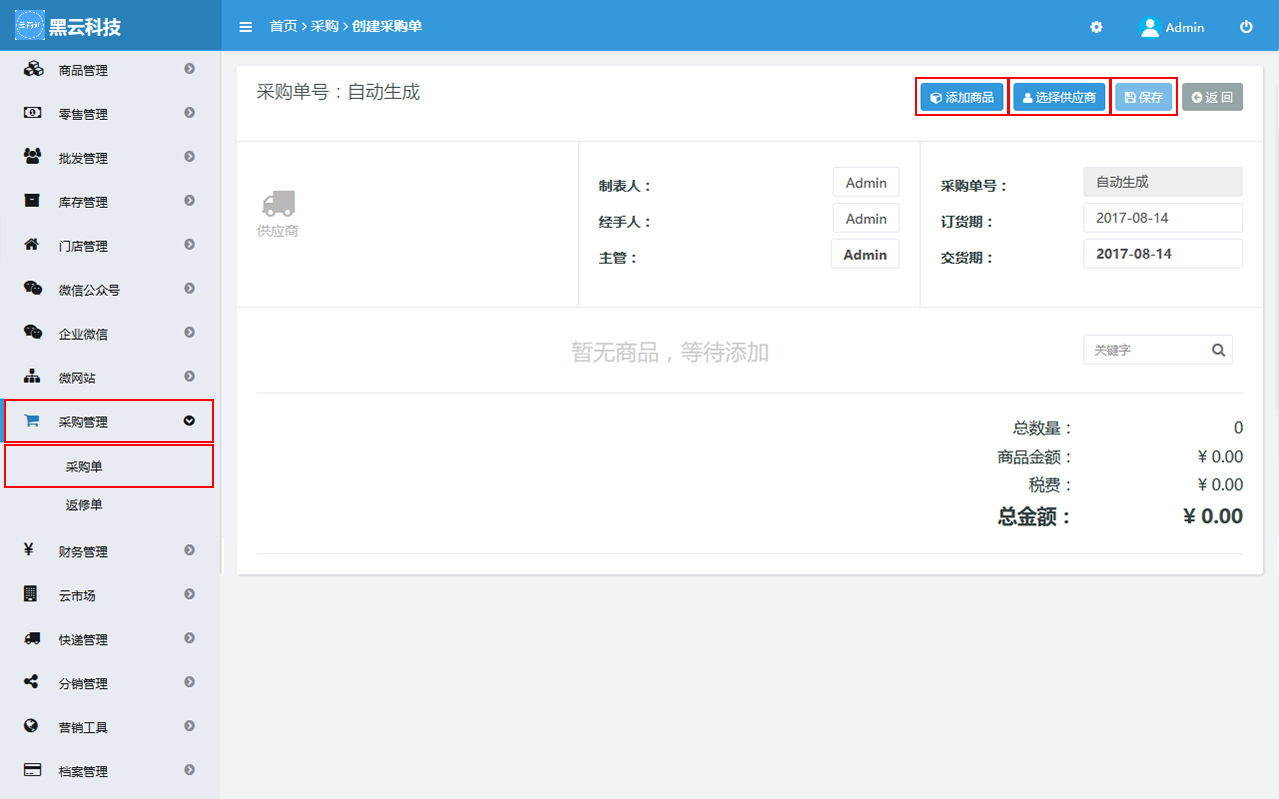 黑云科技
首页 > 采购 > 创建采购单
Admin
商品管理
零售管理
批发管理
库存管理
门店管理
微信公众号
企业微信
微网站
采购管理
采购单
返修单
财务管理
云市场
快递管理
分销管理
营销工具
档案管理
采购单号：自动生成
添加商品
选择供应商
保存
返 回
供应商
制表人： Admin
经手人： Admin
主管： Admin
采购单号： 自动生成
订货期： 2017-08-14
交货期： 2017-08-14
暂无商品，等待添加
关键字
总数量： 0
商品金额： ¥ 0.00
税费： ¥ 0.00
总金额： ¥ 0.00